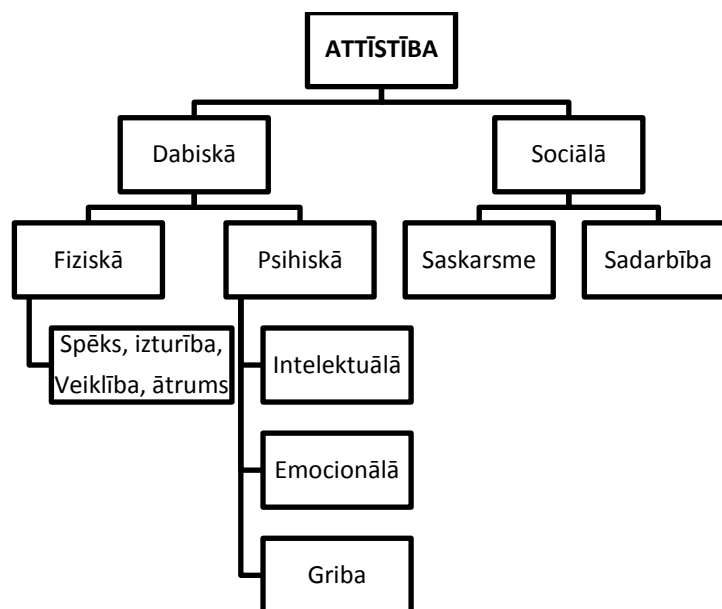 ATTĪSTĪBA
Dabiskā
Sociālā
Fiziskā
Psihiskā
Saskarsme
Sadarbība
Spēks, izturība,
Veiklība, ātrums
Intelektuālā
Emocionālā
Griba